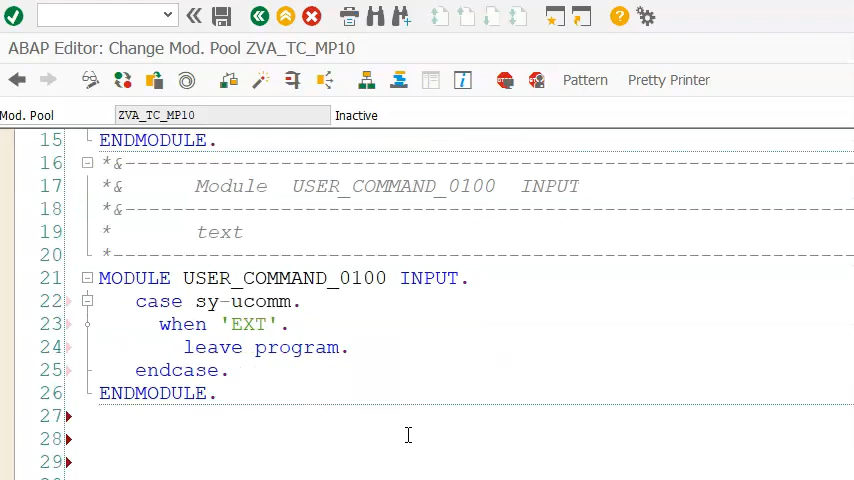 ABAP Editor: Change Mod. Pool ZVA_TC_MP10
Pattern Pretty Printer
Mod. Pool ZVA_TC_MP10 Inactive
15 ENDMODULE.
16 *&---------------------------------------------------------------
17 *& Module USER_COMMAND_0100 INPUT
18 *&---------------------------------------------------------------
19 * text
20 *----------------------------------------------------------------
21 MODULE USER_COMMAND_0100 INPUT.
22 case sy-ucomm.
23 when 'EXT'.
24 leave program.
25 endcase.
26 ENDMODULE.
27
28
29